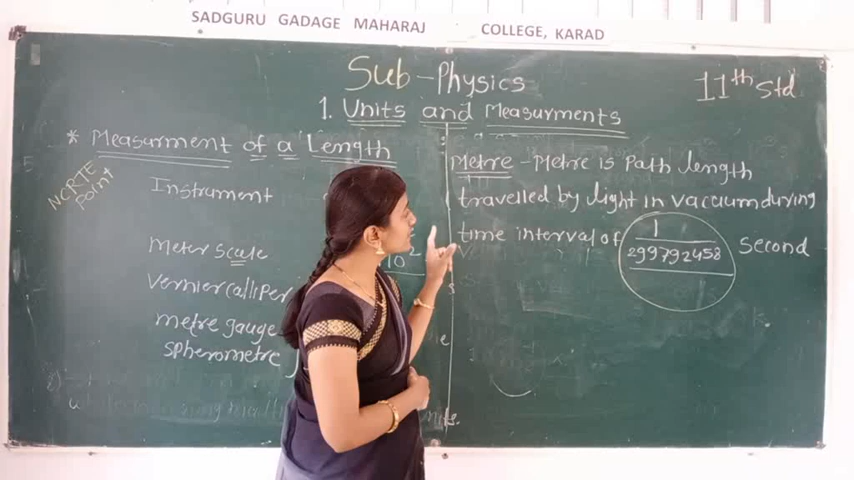 SADGURU GADAGE MAHARAJ COLLEGE, KARAD
Sub-Physics
11th Std
1. Units and Measurments
* Measurment of a Length
NCRTE
point
Instrument
Meter Scale
Vernier calliper
metre gauge
spherometre
10
Metre - Metre is Path length
travelled by light in vacuum during
time interval of 1/299792458 second